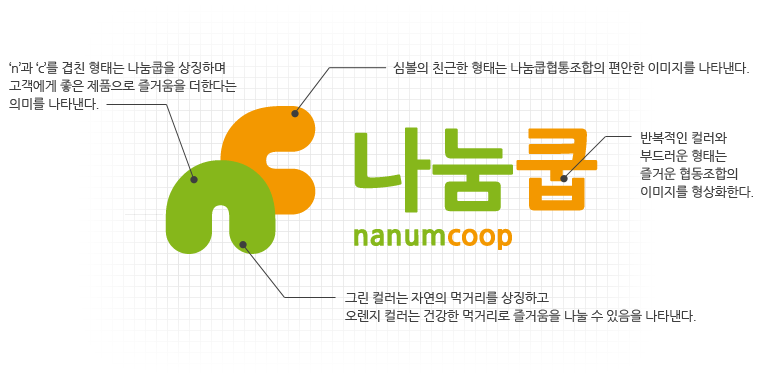 'n'과 'c'를 겹친 형태는 나눔쿱을 상징하며
고객에게 좋은 제품으로 즐거움을 더한다는
의미를 나타낸다.
심볼의 친근한 형태는 나눔쿱협통조합의 편안한 이미지를 나타낸다.
반복적인 컬러와
부드러운 형태는
즐거운 협동조합의
이미지를 형상화한다.
나눔쿱
nanumcoop
그린 컬러는 자연의 먹거리를 상징하고
오렌지 컬러는 건강한 먹거리로 즐거움을 나눌 수 있음을 나타낸다.